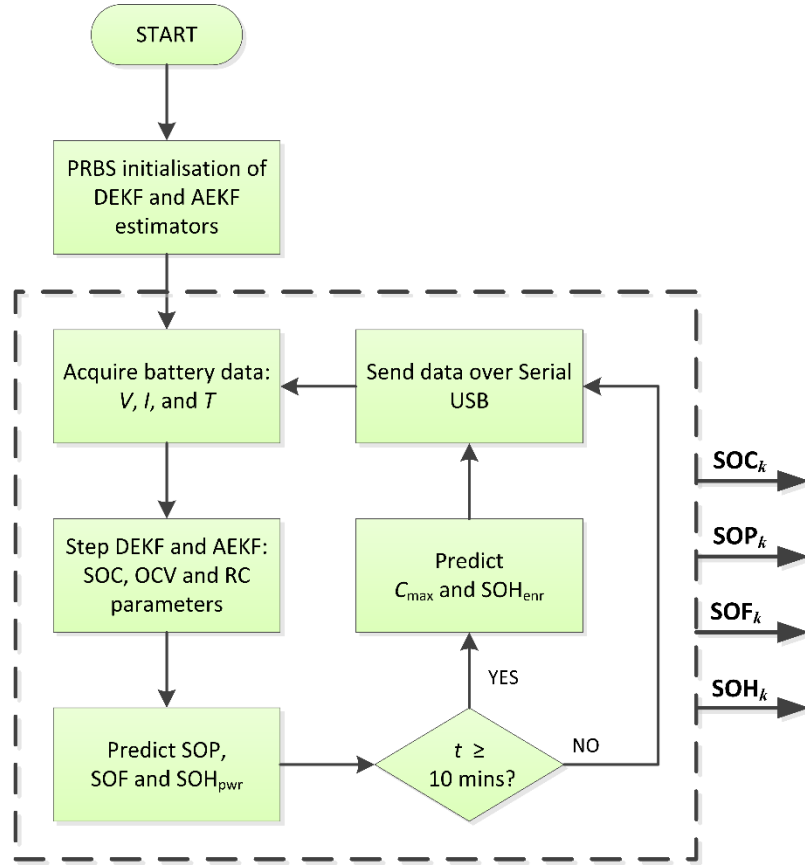 START
PRBS initialisation of
DEKF and AEKF
estimators
Acquire battery data:
V, I, and T
Send data over Serial
USB
Step DEKF and AEKF:
SOC, OCV and RC
parameters
Predict
Cmax and SOHenr
YES
Predict SOP,
SOF and SOHpwr
t ≥
10 mins?
NO
SOCk
SOPk
SOFk
SOHk